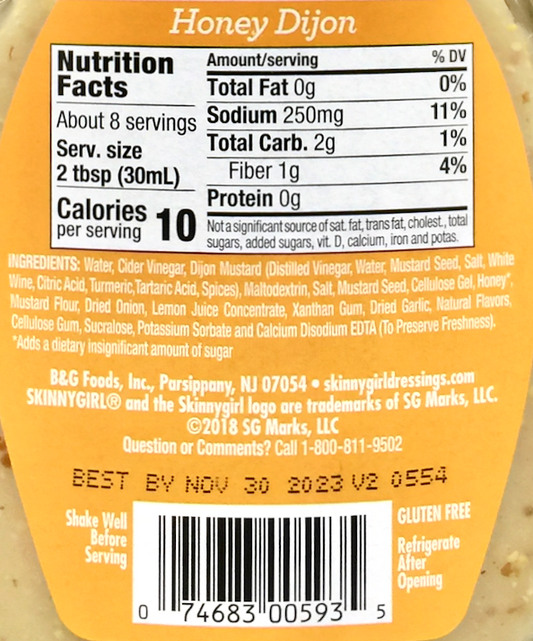 Honey Dijon
Nutrition
Facts
About 8 servings
Serv. size
2 tbsp (30mL)
Calories 10
per serving
Amount/serving % DV
Total Fat 0g 0%
Sodium 250mg 11%
Total Carb. 2g 1%
Fiber 1g 4%
Protein 0g
Not a significant source of sat. fat, trans fat, cholest., total
sugars, added sugars, vit. D, calcium, iron and potas.
INGREDIENTS: Water, Cider Vinegar, Dijon Mustard (Distilled Vinegar, Water, Mustard Seed, Salt, White
Wine, Citric Acid, Turmeric,Tartaric Acid, Spices), Maltodextrin, Salt, Mustard Seed, Cellulose Gel, Honey*,
Mustard Flour, Dried Onion, Lemon Juice Concentrate, Xanthan Gum, Dried Garlic, Natural Flavors,
Cellulose Gum, Sucralose, Potassium Sorbate and Calcium Disodium EDTA (To Preserve Freshness).
*Adds a dietary insignificant amount of sugar
B&G Foods, Inc., Parsippany, NJ 07054 • skinnygirldressings.com
SKINNYGIRL® and the Skinnygirl logo are trademarks of SG Marks, LLC.
©2018 SG Marks, LLC
Question or Comments? Call 1-800-811-9502
BEST BY NOV 30 2023 V2 0554
Shake Well
Before
Serving
GLUTEN FREE
Refrigerate
After
Opening
0 74683 00593 5